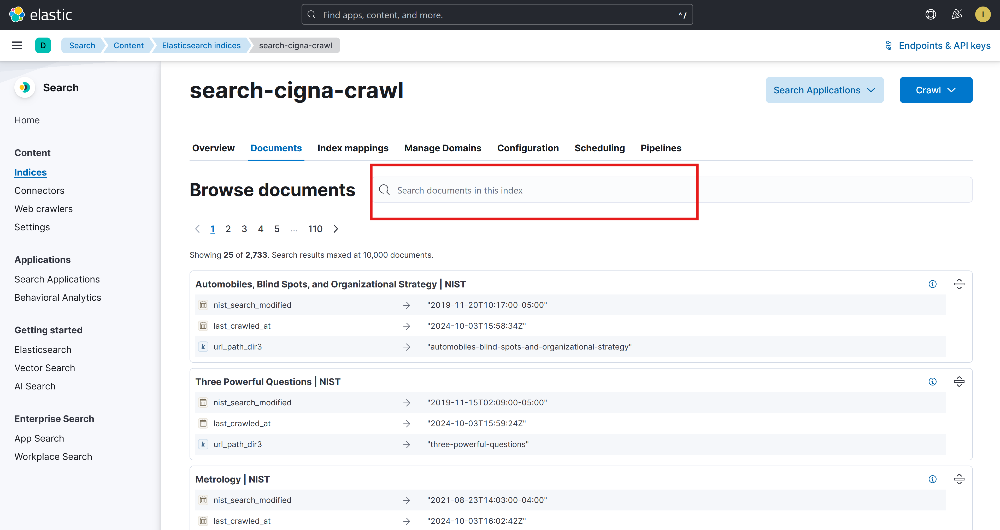 elastic
Find apps, content, and more.
^ /
I
D
Search
Content
Elasticsearch indices
search-cigna-crawl
Endpoints & API keys
Search
Home
Content
Indices
Connectors
Web crawlers
Settings
Applications
Search Applications
Behavioral Analytics
Getting started
Elasticsearch
Vector Search
AI Search
Enterprise Search
App Search
Workplace Search
search-cigna-crawl
Search Applications
Crawl
Overview Documents Index mappings Manage Domains Configuration Scheduling Pipelines
Browse documents
Search documents in this index
1 2 3 4 5 ... 110
Showing 25 of 2,733. Search results maxed at 10,000 documents.
Automobiles, Blind Spots, and Organizational Strategy | NIST
nist_search_modified → "2019-11-20T10:17:00-05:00"
last_crawled_at → "2024-10-03T15:58:34Z"
k url_path_dir3 → "automobiles-blind-spots-and-organizational-strategy"
Three Powerful Questions | NIST
nist_search_modified → "2019-11-15T02:09:00-05:00"
last_crawled_at → "2024-10-03T15:59:24Z"
k url_path_dir3 → "three-powerful-questions"
Metrology | NIST
nist_search_modified → "2021-08-23T14:03:00-04:00"
last_crawled_at → "2024-10-03T16:02:42Z"